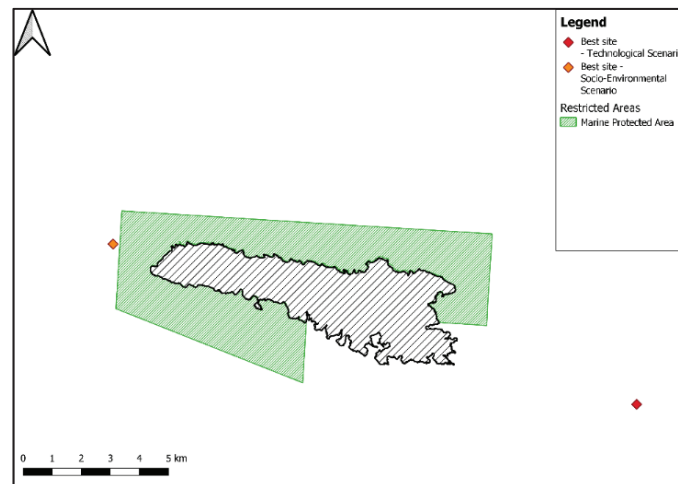 Legend
Best site
- Technological Scenari
Best site -
Socio-Environmental
Scenario
Restricted Areas
Marine Protected Area
0 1 2 3 4 5 km